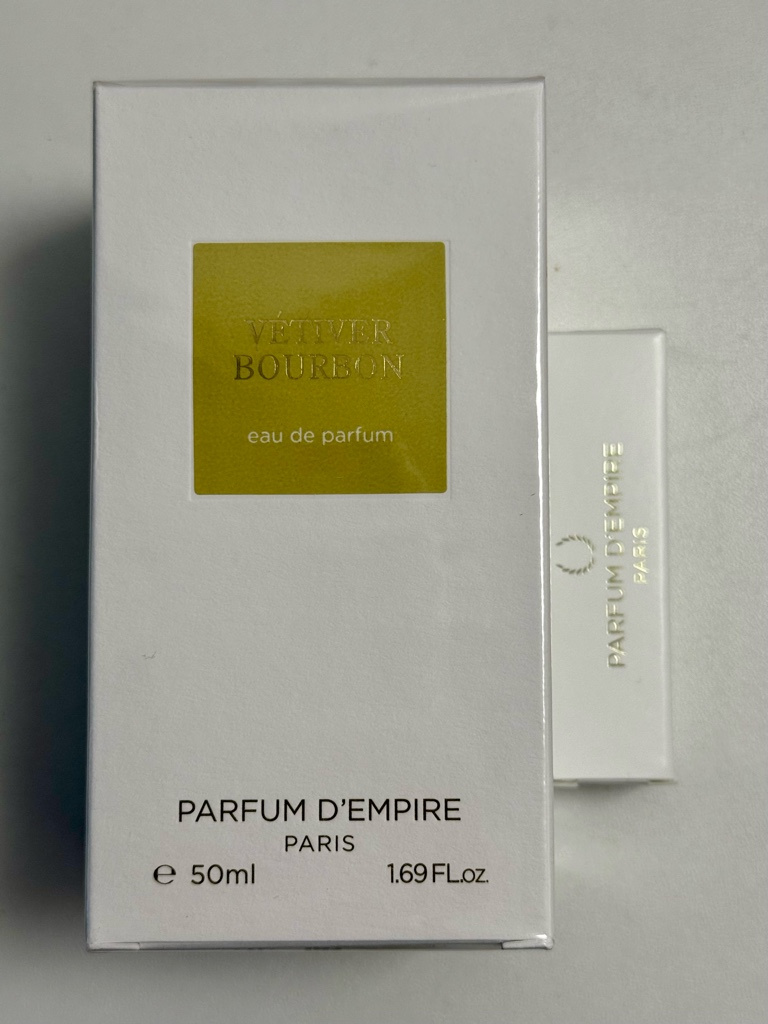 VÉTIVER
BOURBON
eau de parfum
PARFUM D'EMPIRE
PARIS
℮ 50ml 1.69 FL.oz.
PARFUM D'EMPIRE
PARIS